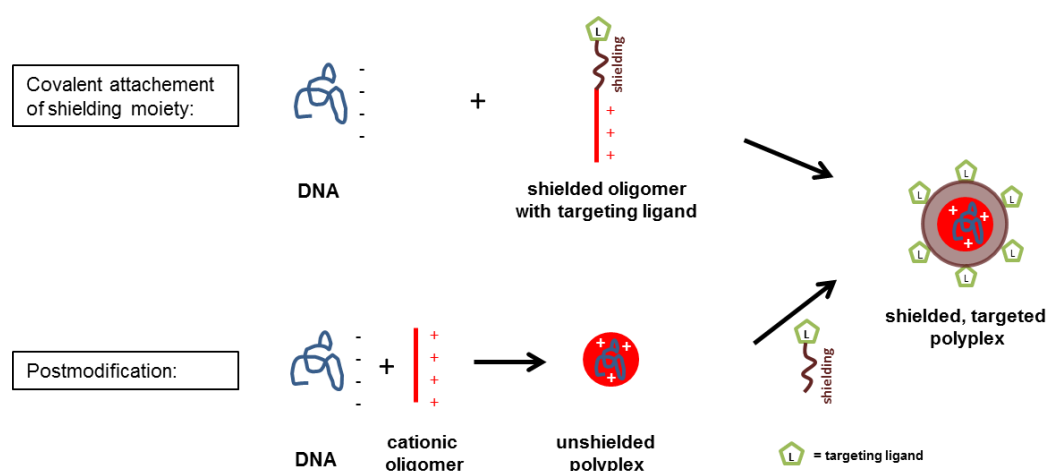 L
shielding
Covalent attachement
of shielding moiety:
-
-
-
-
+
+
+
+
DNA
shielded oligomer
with targeting ligand
L
L
L
+
+
+
L
L
L
shielded, targeted
polyplex
Postmodification:
-
-
-
-
+
+
+
+
+
+
+
+
L
shielding
DNA
cationic
oligomer
unshielded
polyplex
L
= targeting ligand